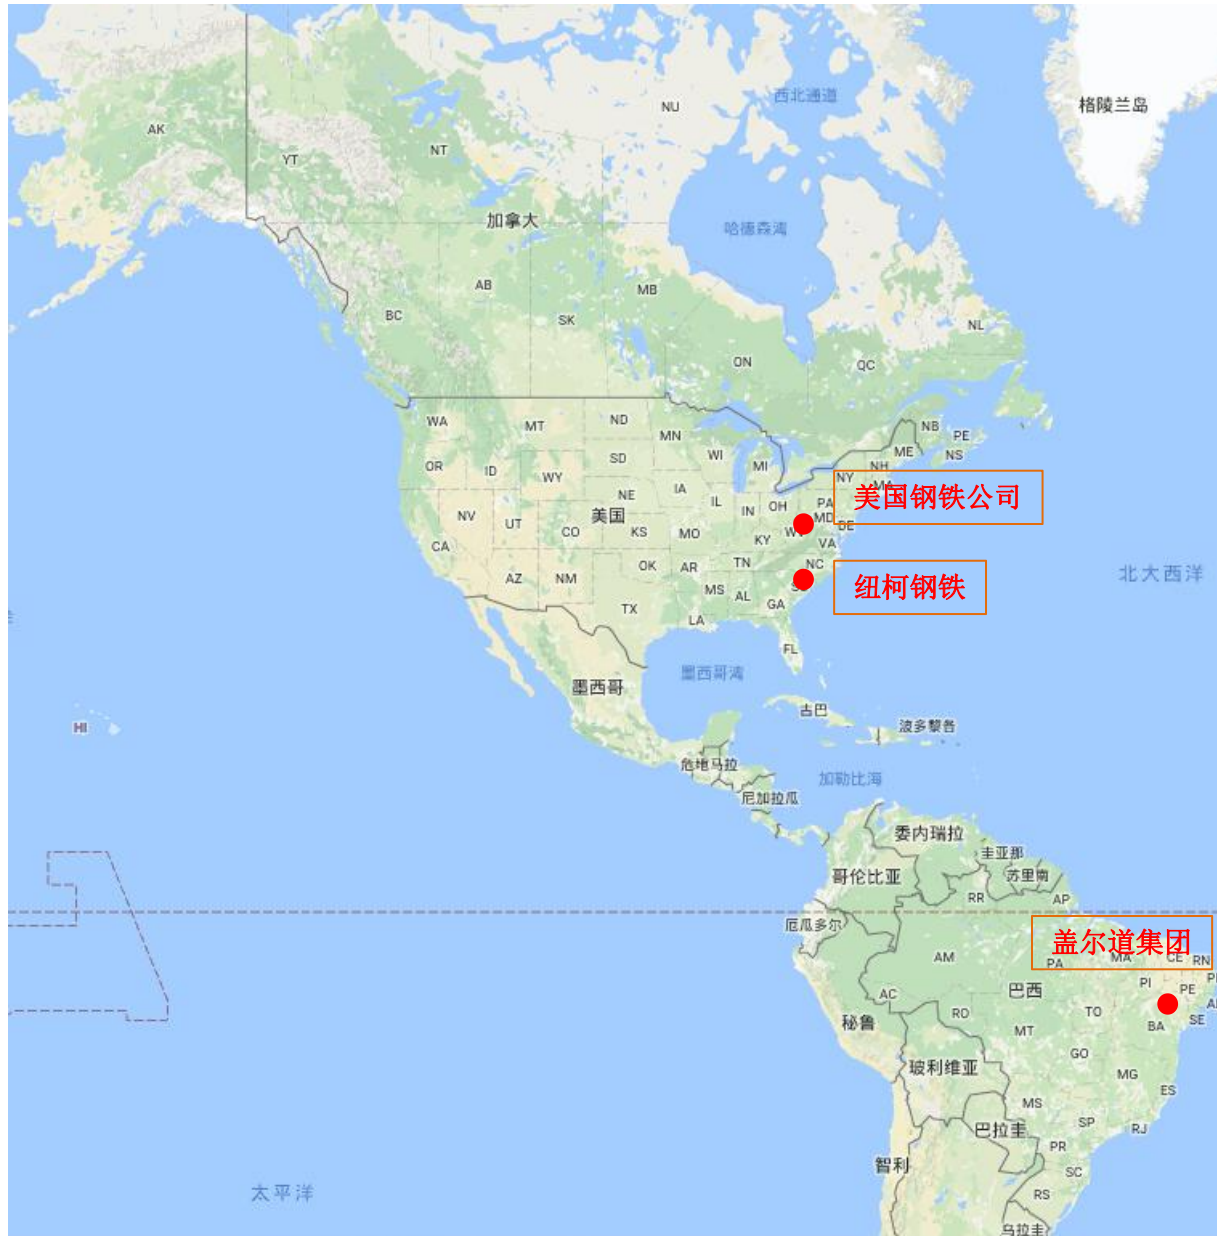 格陵兰岛
西北通道
NU
AK
NT
YT
加拿大
哈德森湾
AB
MB
BC
SK
NL
ON
QC
WA
MT
ND
MN
NB
PE
ME
NS
OR
ID
SD
WI
MI
NH
WY
NY
MA
NE
IA
IL
IN
OH
PA
美国钢铁公司
NV
UT
CO
美国
KS
MO
KY
MD
DE
CA
VA
AZ
NM
OK
AR
TN
NC
北大西洋
TX
MS
AL
GA
纽柯钢铁
LA
FL
墨西哥
墨西哥湾
HI
古巴
波多黎各
危地马拉
加勒比海
尼加拉瓜
委内瑞拉
圭亚那
哥伦比亚
苏里南
RR
AP
厄瓜多尔
盖尔道集团
AM
PA
MA
CE
RN
AC
巴西
PI
PE
RO
TO
BA
SE
秘鲁
MT
GO
玻利维亚
MG
ES
MS
巴拉圭
SP
RJ
PR
智利
SC
太平洋
RS
乌拉圭